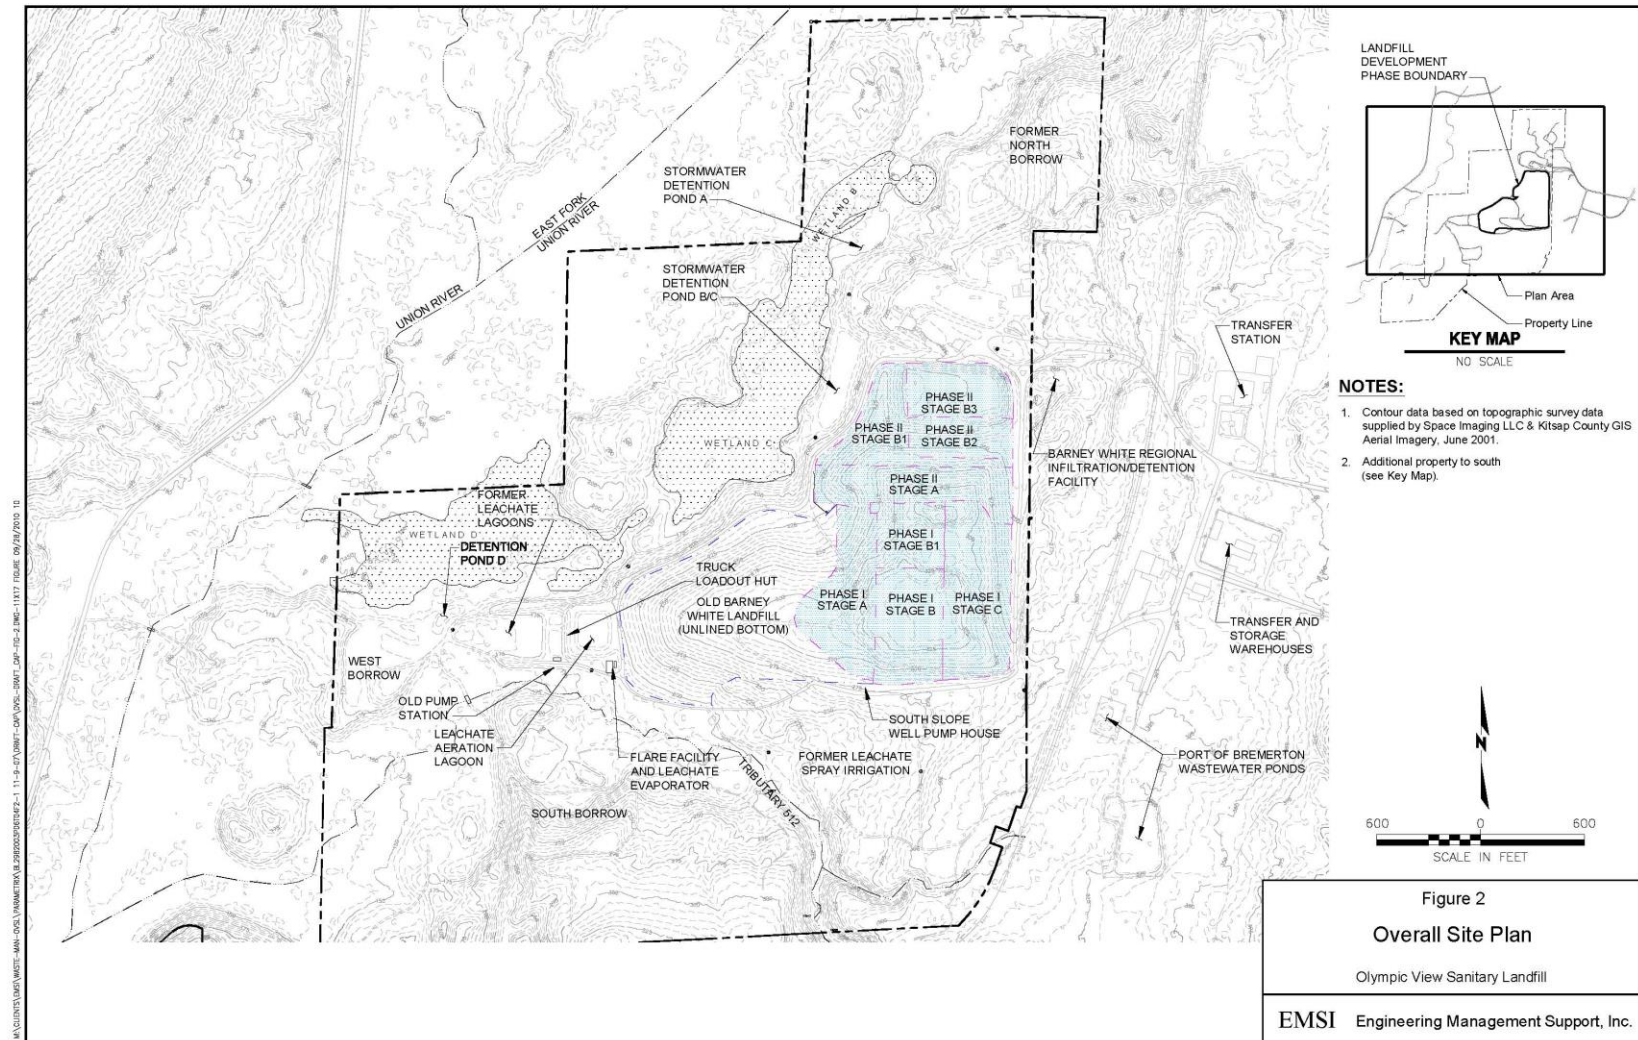 STORMWATER
DETENTION
POND A
EAST FORK
UNION RIVER
FORMER
NORTH
BORROW
WETLAND B
STORMWATER
DETENTION
POND B/C
UNION RIVER
TRANSFER
STATION
PHASE II
STAGE B3
PHASE II
STAGE B1
PHASE II
STAGE B2
WETLAND C
BARNEY WHITE REGIONAL
INFILTRATION/DETENTION
FACILITY
PHASE II
STAGE A
FORMER
LEACHATE
LAGOONS
WETLAND D
DETENTION
POND D
PHASE I
STAGE B1
TRUCK
LOADOUT HUT
OLD BARNEY
WHITE LANDFILL
(UNLINED BOTTOM)
PHASE I
STAGE A
PHASE I
STAGE B
PHASE I
STAGE C
TRANSFER AND
STORAGE
WAREHOUSES
WEST
BORROW
OLD PUMP
STATION
LEACHATE
AERATION
LAGOON
SOUTH SLOPE
WELL PUMP HOUSE
FLARE FACILITY
AND LEACHATE
EVAPORATOR
FORMER LEACHATE
SPRAY IRRIGATION
TRIBUTARY 512
PORT OF BREMERTON
WASTEWATER PONDS
SOUTH BORROW
LANDFILL
DEVELOPMENT
PHASE BOUNDARY
Plan Area
Property Line
KEY MAP
NO SCALE
NOTES:
1. Contour data based on topographic survey data
supplied by Space Imaging LLC & Kitsap County GIS
Aerial Imagery, June 2001.
2. Additional property to south
(see Key Map).
N
600 0 600
SCALE IN FEET
Figure 2
Overall Site Plan
Olympic View Sanitary Landfill
EMSI Engineering Management Support, Inc.